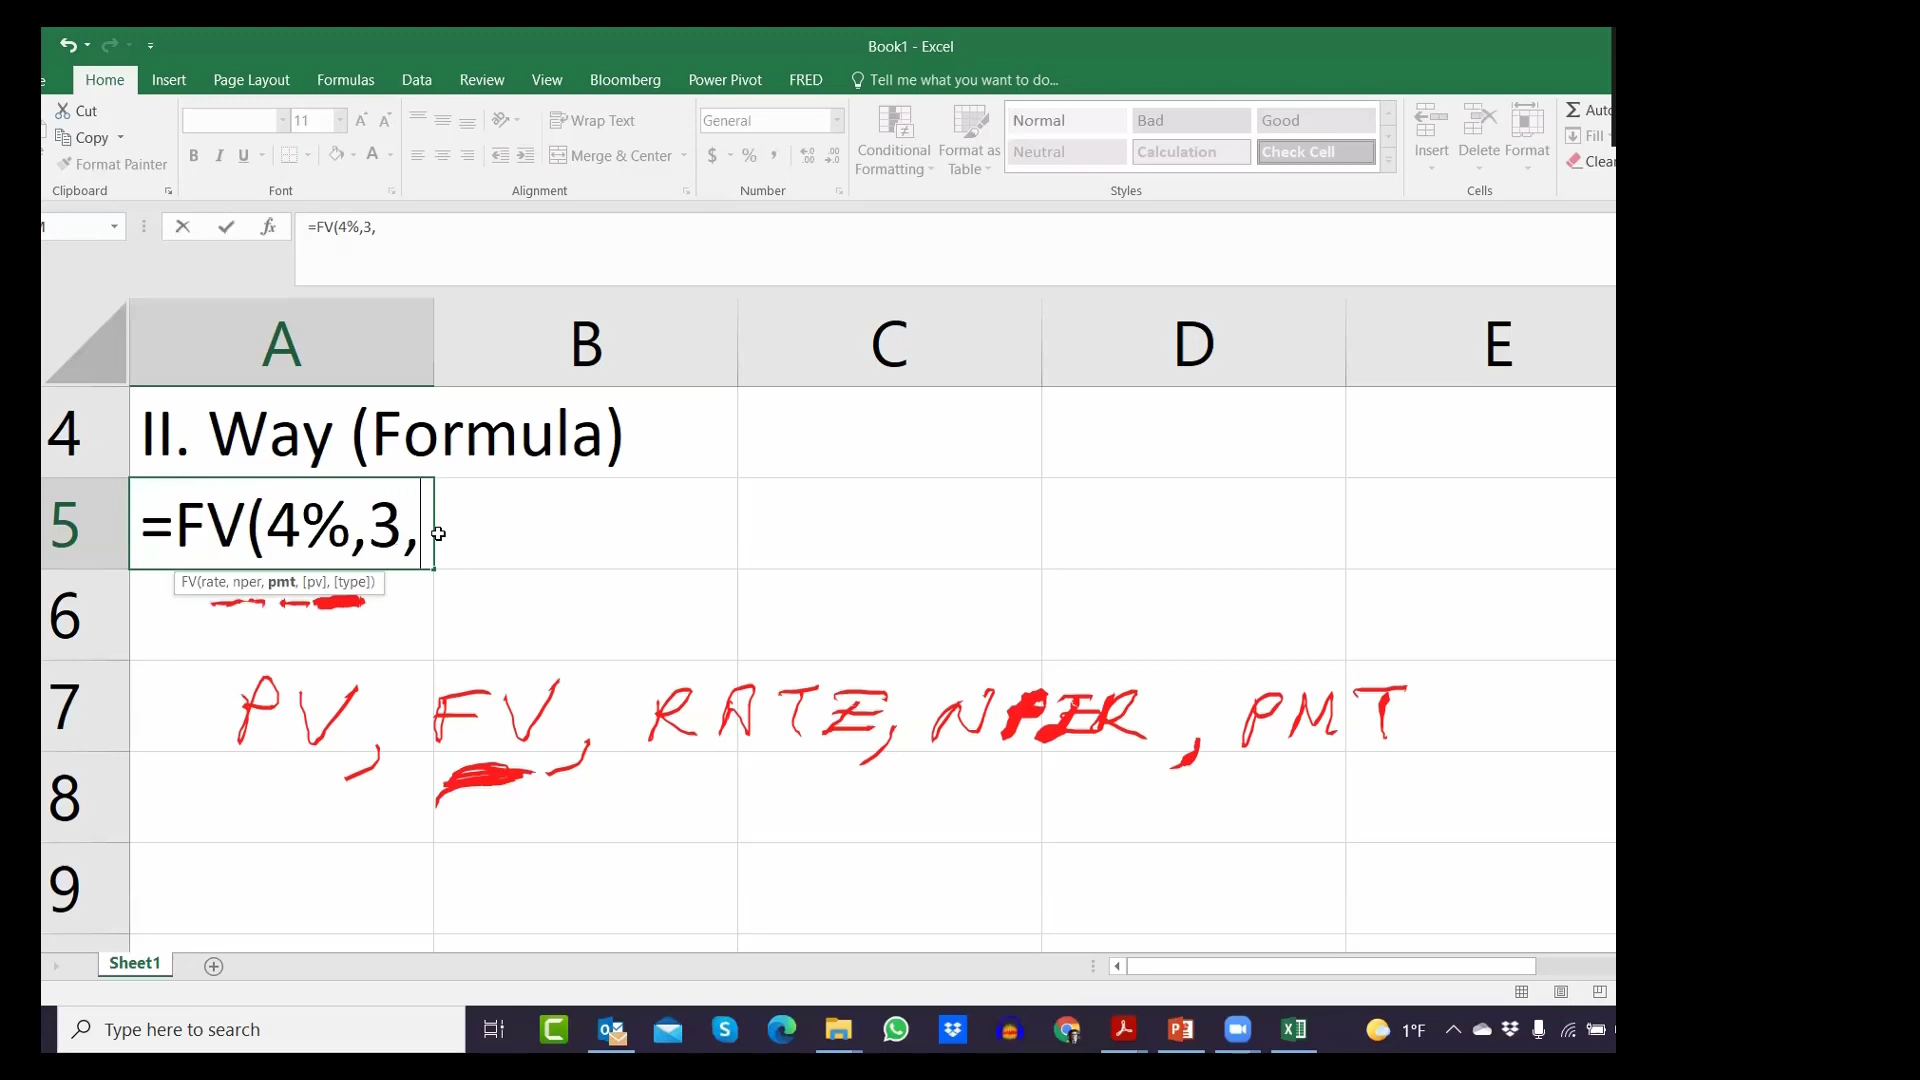 Book1 - Excel
Home Insert Page Layout Formulas Data Review View Bloomberg Power Pivot FRED Tell me what you want to do...
Cut
Copy
Format Painter
Clipboard
11
B I U A
Font
Wrap Text
Merge & Center
Alignment
General
$ % ,
Number
Conditional Formatting
Format as Table
Normal Bad Good
Neutral Calculation Check Cell
Styles
Insert Delete Format
Cells
Auto
Fill
Clear
fx
=FV(4%,3,
A B C D E
4 II. Way (Formula)
5 =FV(4%,3,
FV(rate, nper, pmt, [pv], [type])
6
7 PV, FV, RATE, NPER, PMT
8
9
Sheet1
Type here to search
1°F